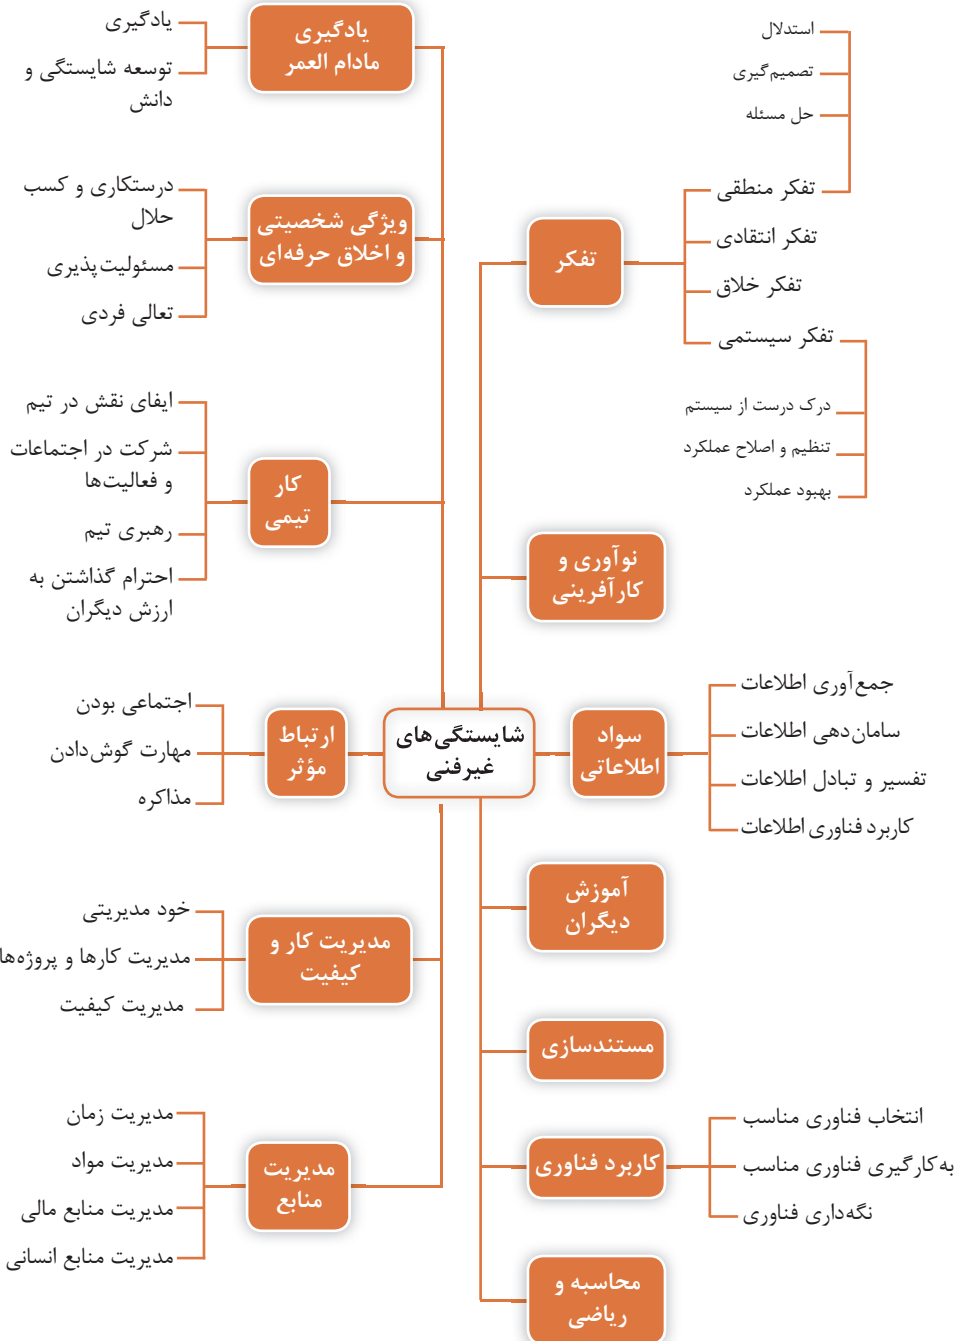 استدلال
تصمیم‌گیری
حل مسئله
تفکر منطقی
تفکر انتقادی
تفکر خلاق
تفکر سیستمی
تفکر
درک درست از سیستم
تنظیم و اصلاح عملکرد
بهبود عملکرد
نوآوری و
کارآفرینی
جمع‌آوری اطلاعات
سامان‌دهی اطلاعات
تفسیر و تبادل اطلاعات
کاربرد فناوری اطلاعات
سواد
اطلاعاتی
آموزش
دیگران
مستندسازی
انتخاب فناوری مناسب
به‌کارگیری فناوری مناسب
نگه‌داری فناوری
کاربرد فناوری
محاسبه و
ریاضی
شایستگی‌های
غیرفنی
یادگیری
مادام العمر
یادگیری
توسعه شایستگی و
دانش
ویژگی شخصیتی
و اخلاق حرفه‌ای
درستکاری و کسب
حلال
مسئولیت‌پذیری
تعالی فردی
کار
تیمی
ایفای نقش در تیم
شرکت در اجتماعات
و فعالیت‌ها
رهبری تیم
احترام گذاشتن به
ارزش دیگران
ارتباط
مؤثر
اجتماعی بودن
مهارت گوش‌دادن
مذاکره
مدیریت کار و
کیفیت
خود مدیریتی
مدیریت کارها و پروژه‌ها
مدیریت کیفیت
مدیریت
منابع
مدیریت زمان
مدیریت مواد
مدیریت منابع مالی
مدیریت منابع انسانی